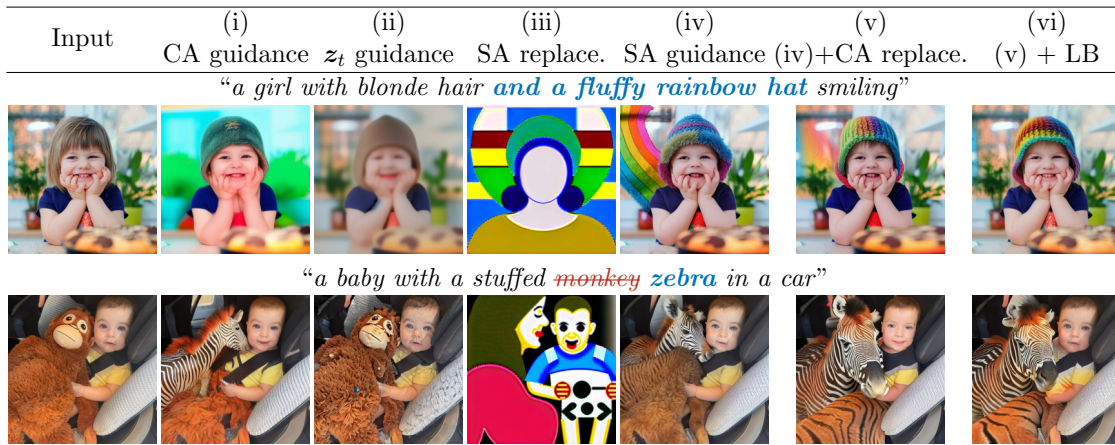 Input (i) (ii) (iii) (iv) (v) (vi)
CA guidance z_t guidance SA replace. SA guidance (iv)+CA replace. (v) + LB
“a girl with blonde hair and a fluffy rainbow hat smiling”
“a baby with a stuffed monkey zebra in a car”